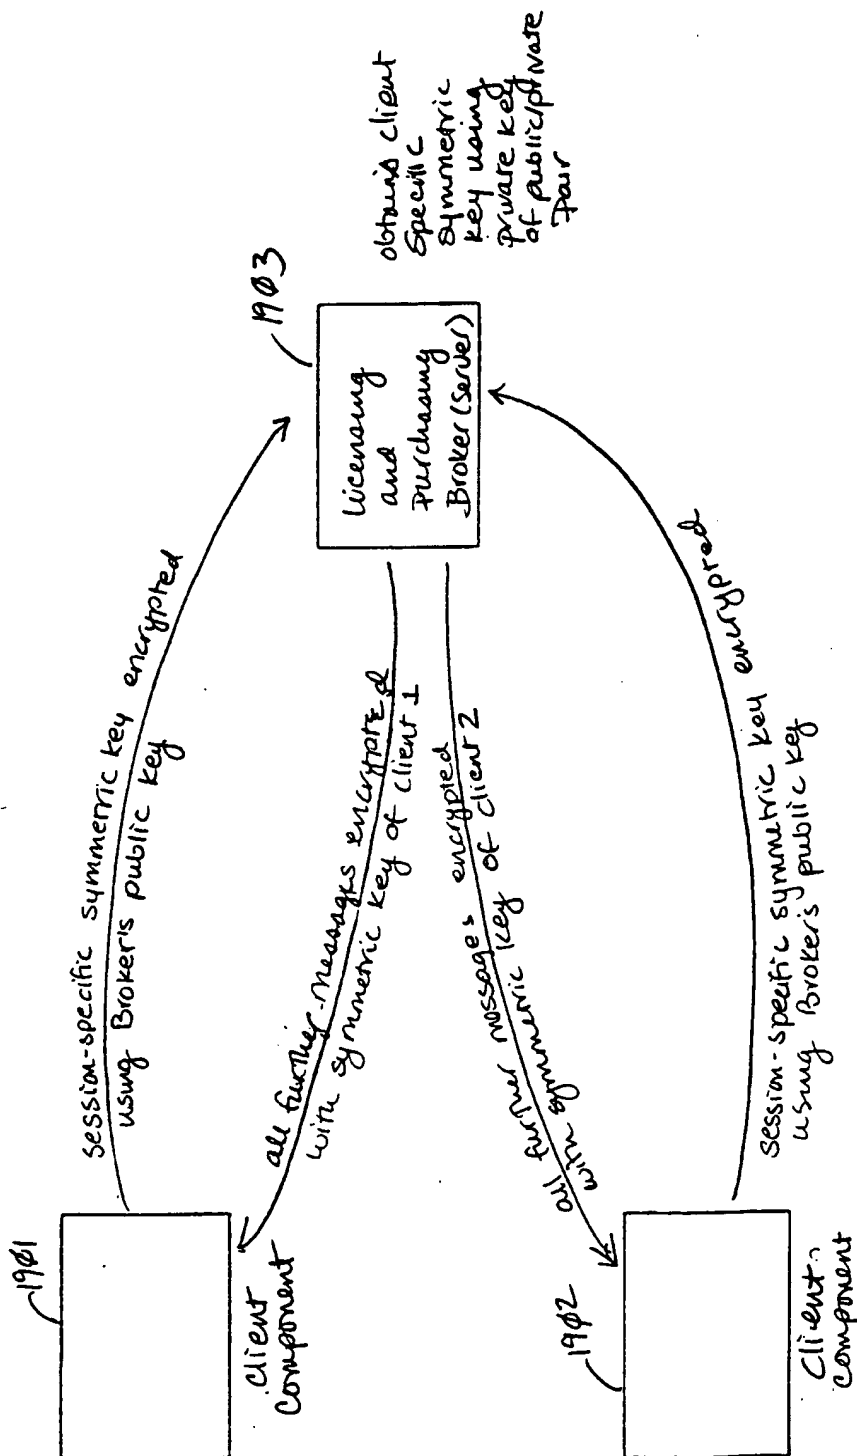 19Ø1
Client
Component
session-specific symmetric key encrypted
using Broker's public key
all further messages encrypted
with symmetric key of client 1
19Ø3
Licensing
and
Purchasing
Broker (Server)
obtains client
specific
symmetric
key using
private key
of public/private
Pair
all further messages encrypted
with symmetric key of client 2
19Ø2
Client
component
session-specific symmetric key encrypted
using Broker's public key